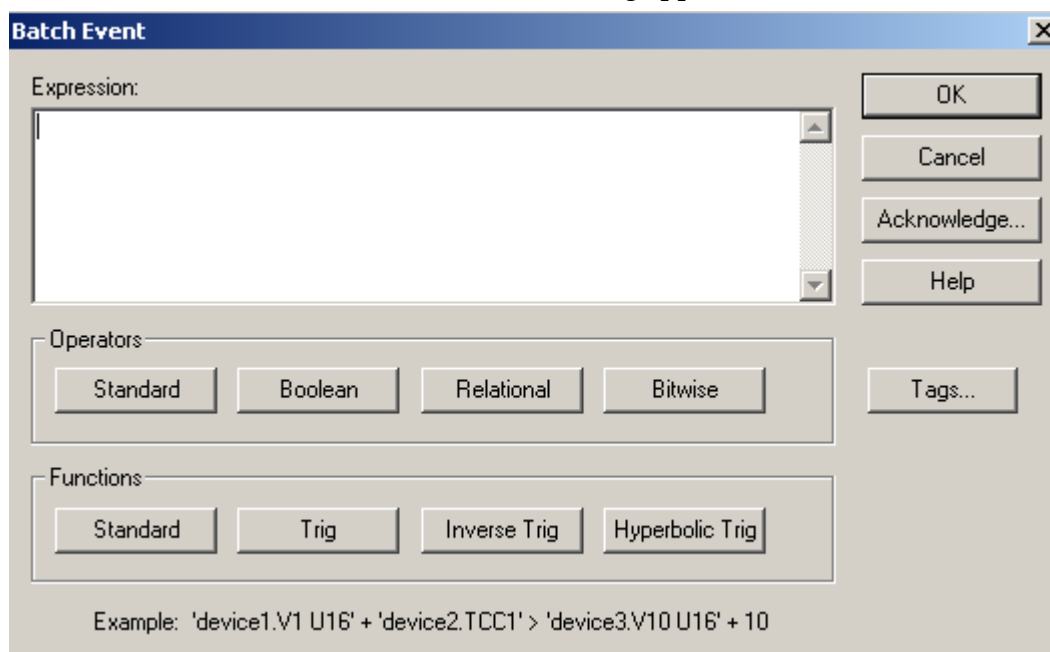 Batch Event
Expression:
OK
Cancel
Acknowledge...
Help
Operators
Standard Boolean Relational Bitwise
Tags...
Functions
Standard Trig Inverse Trig Hyperbolic Trig
Example: 'device1.V1 U16' + 'device2.TCC1' > 'device3.V10 U16' + 10